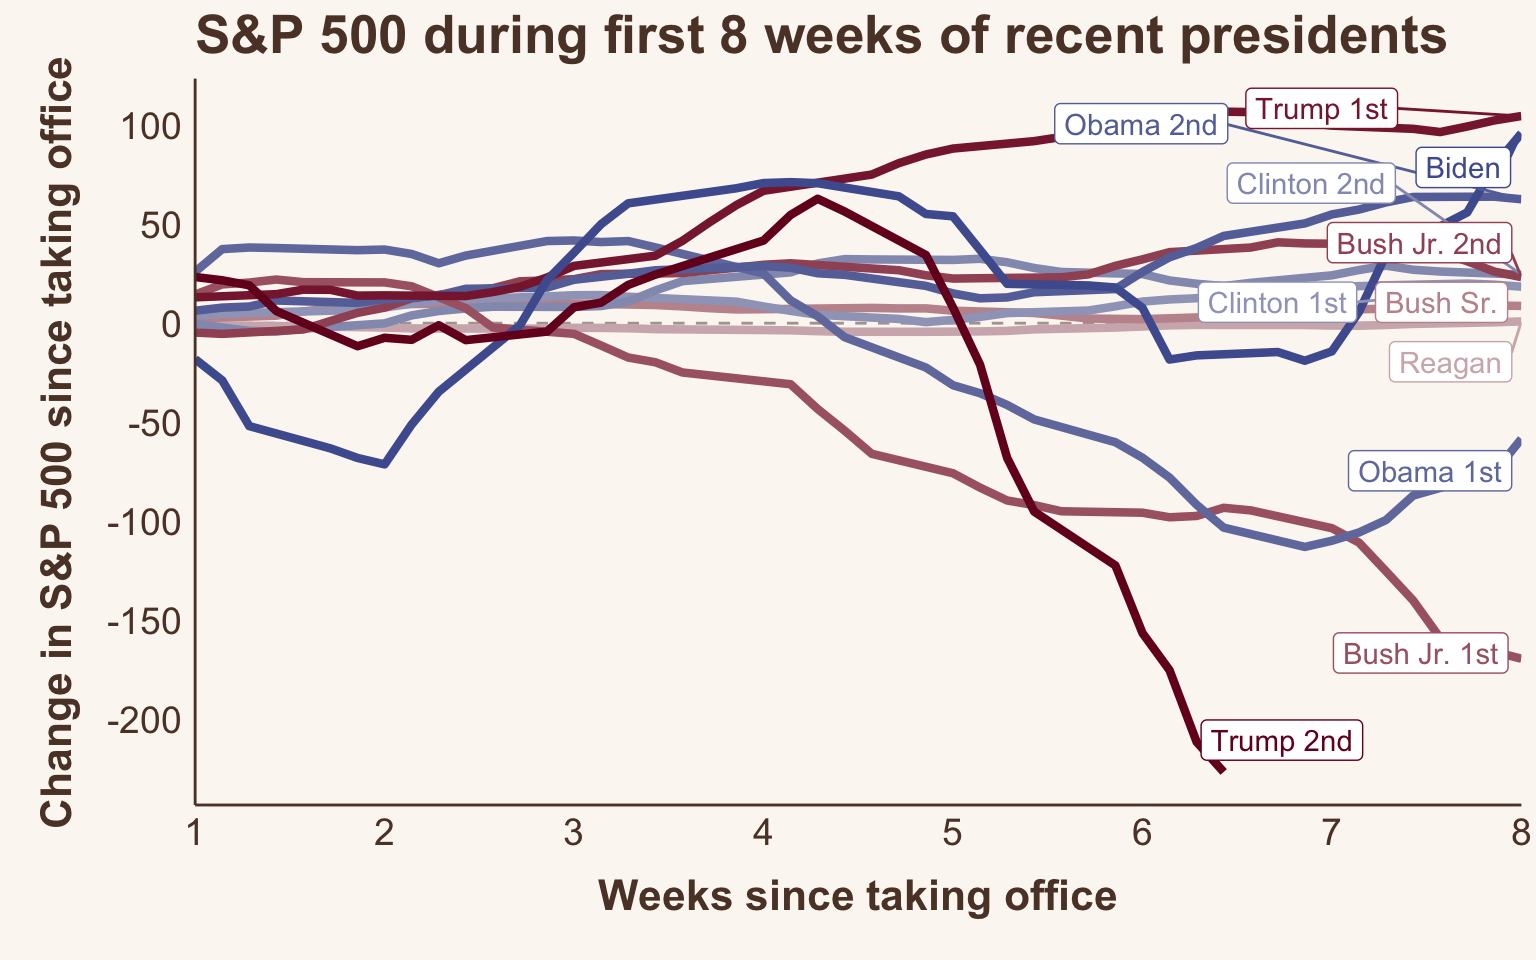 S&P 500 during first 8 weeks of recent presidents
Change in S&P 500 since taking office
100
50
0
-50
-100
-150
-200
Trump 1st
Obama 2nd
Biden
Clinton 2nd
Bush Jr. 2nd
Clinton 1st
Bush Sr.
Reagan
Obama 1st
Bush Jr. 1st
Trump 2nd
1 2 3 4 5 6 7 8
Weeks since taking office